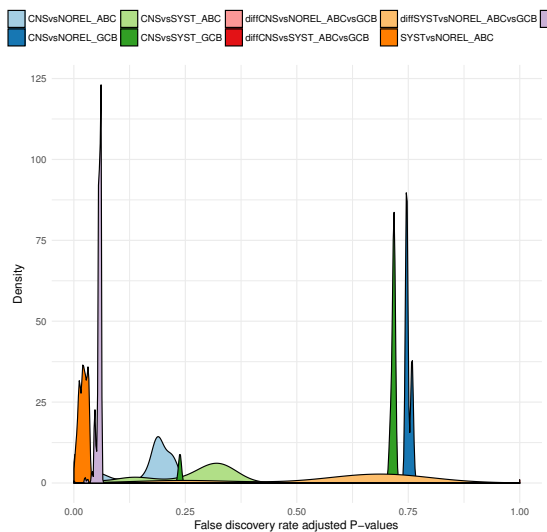 CNSvsNOREL_ABC CNSvsSYST_ABC diffCNSvsNOREL_ABCvsGCB diffSYSTvsNOREL_ABCvsGCB
CNSvsNOREL_GCB CNSvsSYST_GCB diffCNSvsSYST_ABCvsGCB SYSTvsNOREL_ABC
125
100
75
50
25
0
Density
0.00 0.25 0.50 0.75 1.00
False discovery rate adjusted P−values